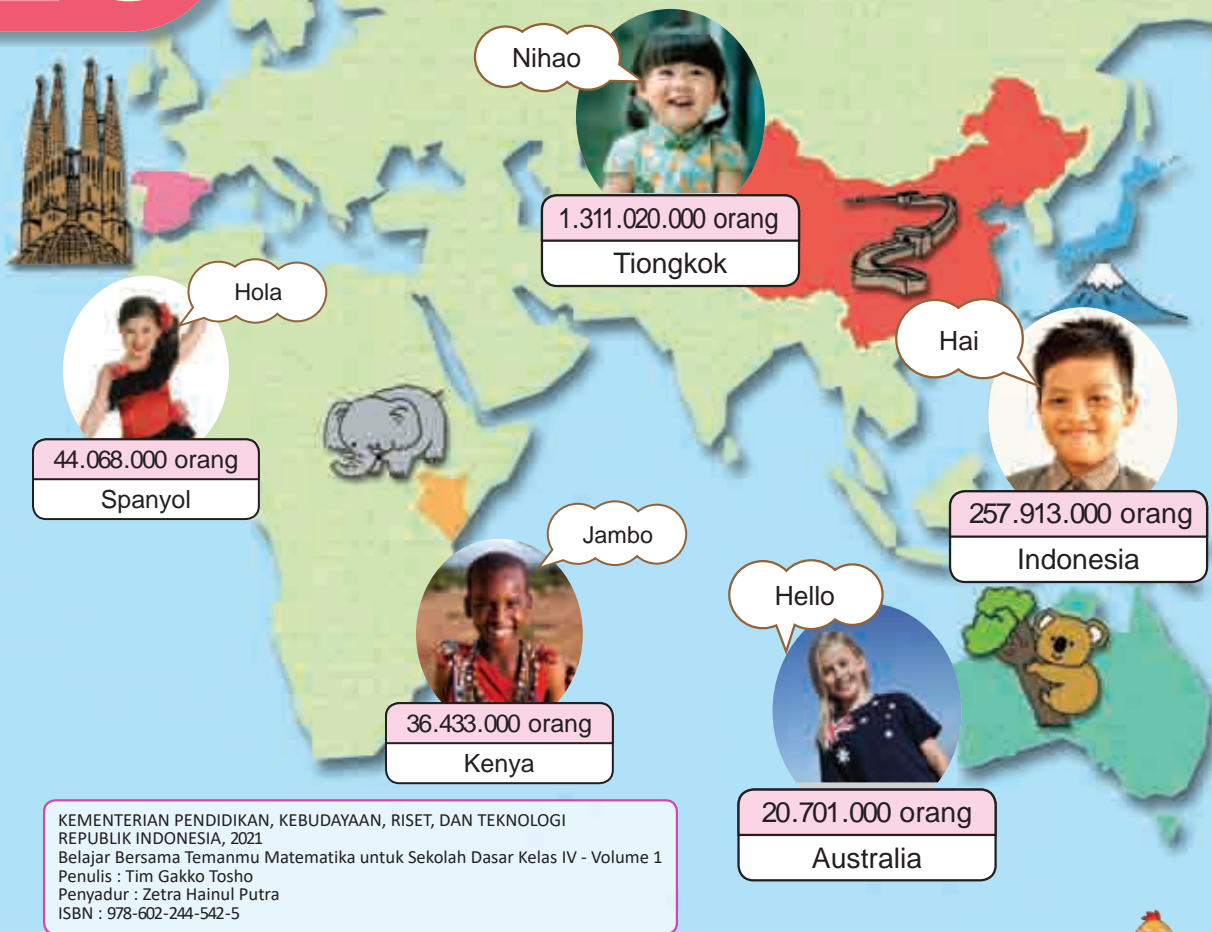 Nihao
1.311.020.000 orang
Tiongkok
Hola
44.068.000 orang
Spanyol
Hai
257.913.000 orang
Indonesia
Jambo
36.433.000 orang
Kenya
Hello
20.701.000 orang
Australia
KEMENTERIAN PENDIDIKAN, KEBUDAYAAN, RISET, DAN TEKNOLOGI
REPUBLIK INDONESIA, 2021
Belajar Bersama Temanmu Matematika untuk Sekolah Dasar Kelas IV - Volume 1
Penulis : Tim Gakko Tosho
Penyadur : Zetra Hainul Putra
ISBN : 978-602-244-542-5